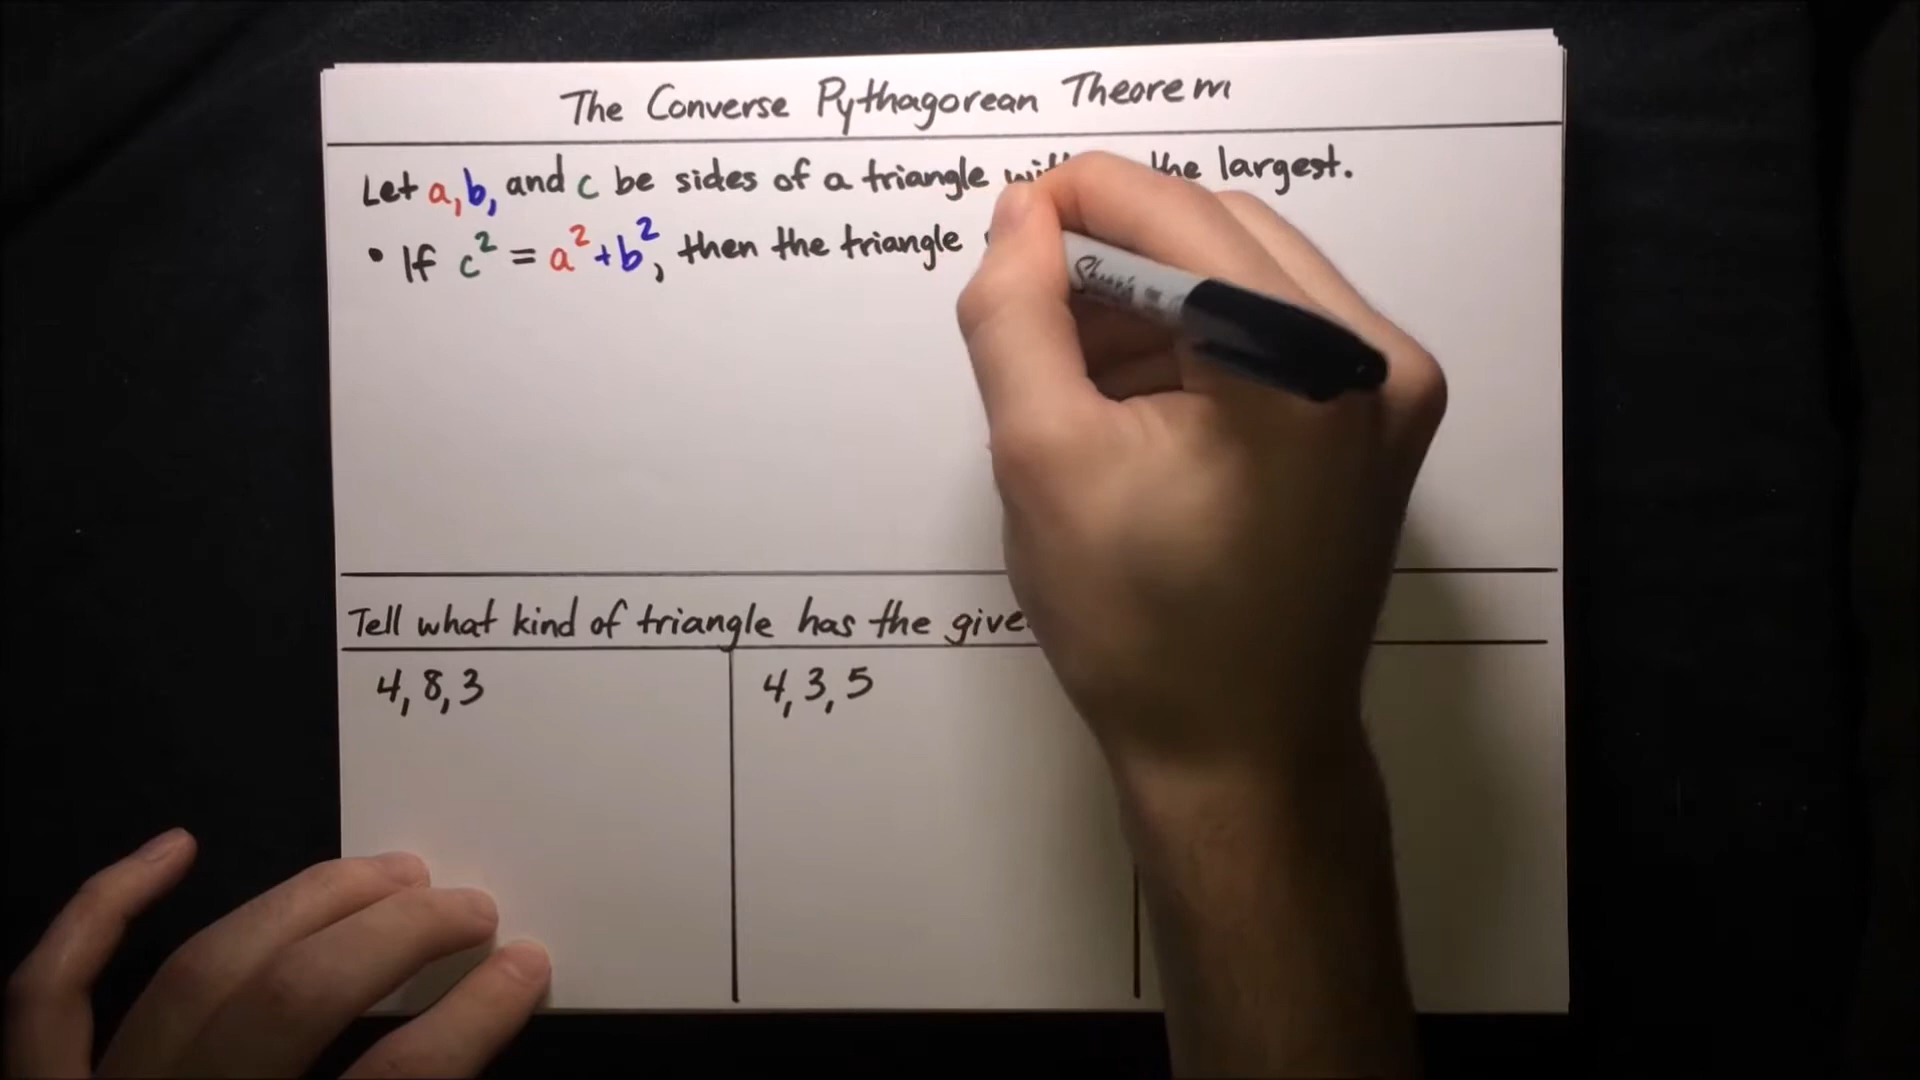 The Converse Pythagorean Theorem
Let a, b, and c be sides of a triangle the largest.
• If c² = a² + b², then the triangle
Sharpie
Tell what kind of triangle has the
4, 8, 3
4, 3, 5